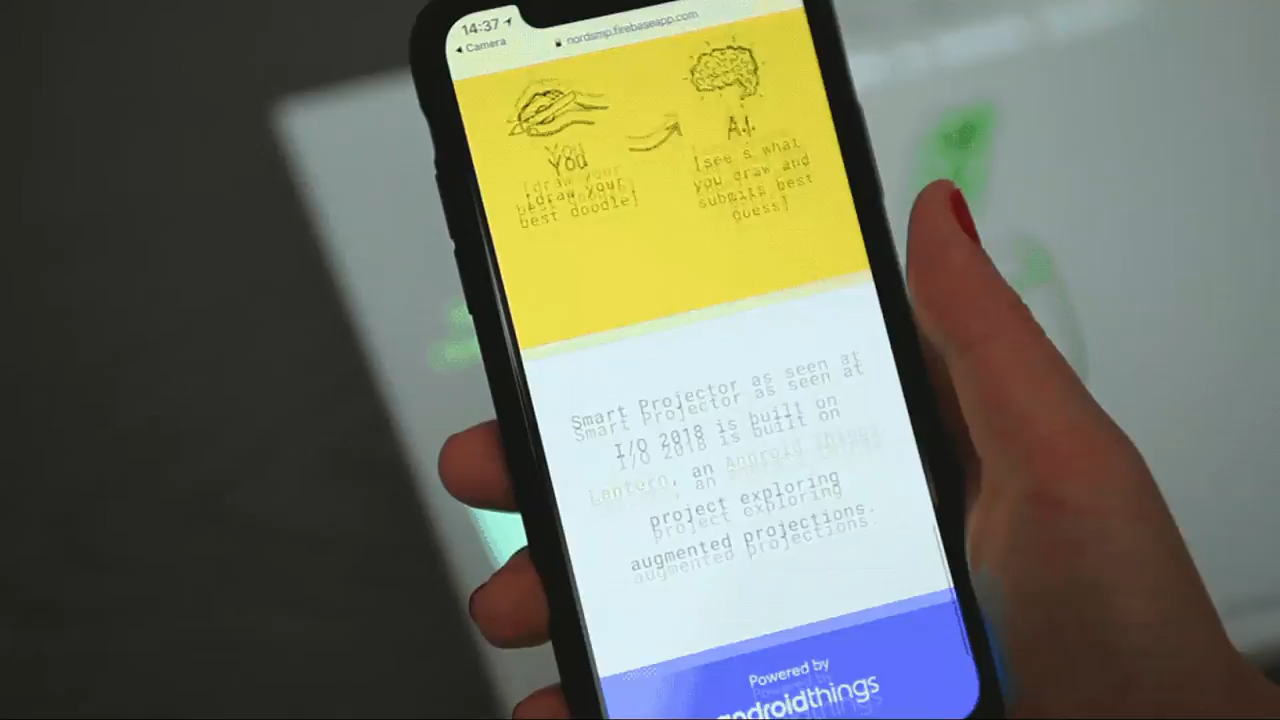 14:37
◀ Camera
nordsmp.firebaseapp.com
You
[draw your
best doodle]
A.I.
[see's what
you draw and
submits best
guess]
Smart Projector as seen at
I/O 2018 is built on
Lantern, an Android Things
project exploring
augmented projections.
Powered by
androidthings